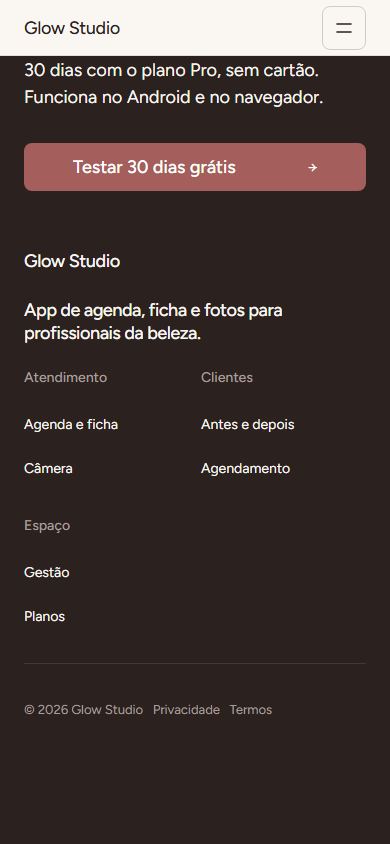 Glow Studio
30 dias com o plano Pro, sem cartão.
Funciona no Android e no navegador.
Testar 30 dias grátis →
Glow Studio
App de agenda, ficha e fotos para
profissionais da beleza.
Atendimento
Agenda e ficha
Câmera
Clientes
Antes e depois
Agendamento
Espaço
Gestão
Planos
© 2026 Glow Studio Privacidade Termos